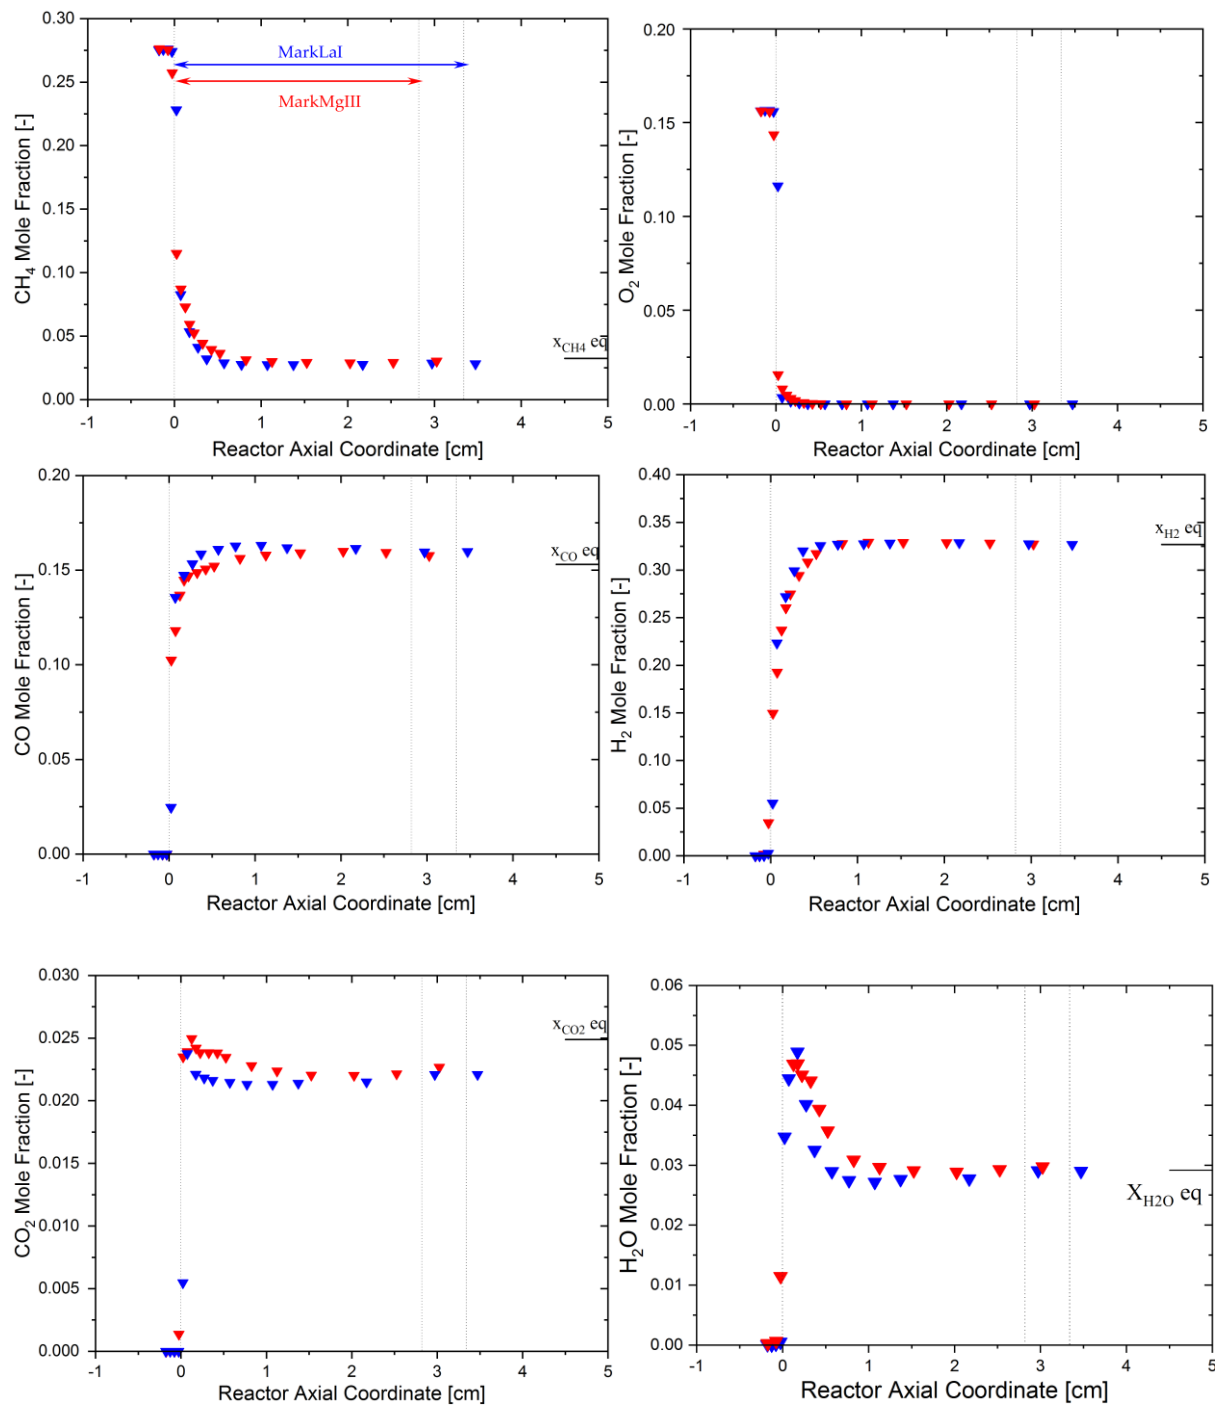 0.30
0.25
0.20
0.15
0.10
0.05
0.00
-1 0 1 2 3 4 5
CH4 Mole Fraction [-]
Reactor Axial Coordinate [cm]
MarkLaI
MarkMgIII
xCH4 eq
0.20
0.15
0.10
0.05
0.00
-1 0 1 2 3 4 5
O2 Mole Fraction [-]
Reactor Axial Coordinate [cm]
0.20
0.15
0.10
0.05
0.00
-1 0 1 2 3 4 5
CO Mole Fraction [-]
Reactor Axial Coordinate [cm]
xCO eq
0.40
0.35
0.30
0.25
0.20
0.15
0.10
0.05
0.00
-1 0 1 2 3 4 5
H2 Mole Fraction [-]
Reactor Axial Coordinate [cm]
xH2 eq
0.030
0.025
0.020
0.015
0.010
0.005
0.000
-1 0 1 2 3 4 5
CO2 Mole Fraction [-]
Reactor Axial Coordinate [cm]
xCO2 eq
0.06
0.05
0.04
0.03
0.02
0.01
0.00
-1 0 1 2 3 4 5
H2O Mole Fraction [-]
Reactor Axial Coordinate [cm]
XH2O eq